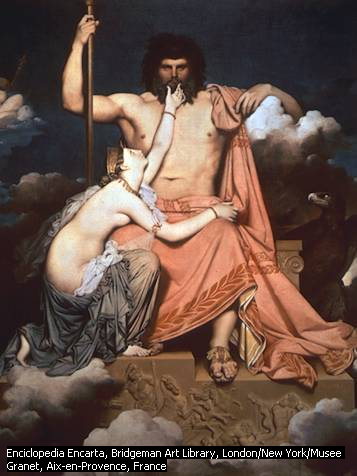 Enciclopedia Encarta, Bridgeman Art Library, London/New York/Musee
Granet, Aix-en-Provence, France